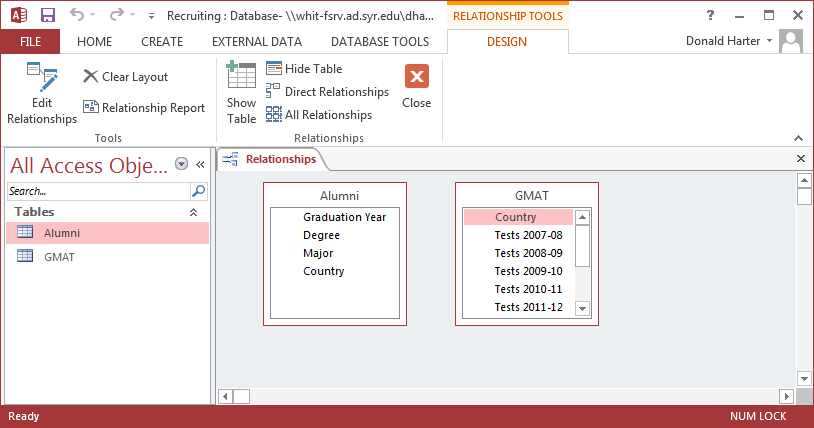 Recruiting : Database- \\whit-fsrv.ad.syr.edu\dha...
RELATIONSHIP TOOLS
?
FILE HOME CREATE EXTERNAL DATA DATABASE TOOLS DESIGN Donald Harter
Edit Relationships
Clear Layout
Relationship Report
Tools
Show Table
Hide Table
Direct Relationships
All Relationships
Close
Relationships
All Access Obje...
Search...
Tables
Alumni
GMAT
Relationships
Alumni
Graduation Year
Degree
Major
Country
GMAT
Country
Tests 2007-08
Tests 2008-09
Tests 2009-10
Tests 2010-11
Tests 2011-12
Ready
NUM LOCK